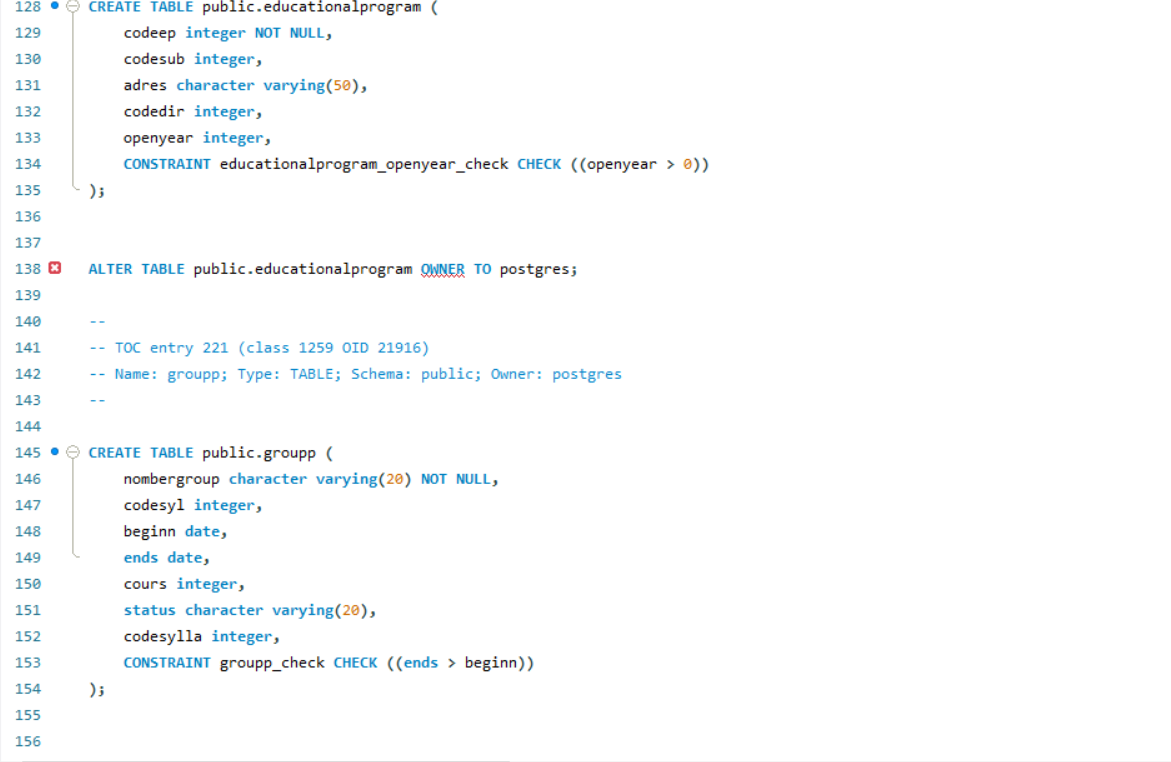 128 CREATE TABLE public.educationalprogram (
129     codeep integer NOT NULL,
130     codesub integer,
131     adres character varying(50),
132     codedir integer,
133     openyear integer,
134     CONSTRAINT educationalprogram_openyear_check CHECK ((openyear > 0))
135 );
136
137
138 ALTER TABLE public.educationalprogram OWNER TO postgres;
139
140 --
141 -- TOC entry 221 (class 1259 OID 21916)
142 -- Name: groupp; Type: TABLE; Schema: public; Owner: postgres
143 --
144
145 CREATE TABLE public.groupp (
146     nombergroup character varying(20) NOT NULL,
147     codesyl integer,
148     beginn date,
149     ends date,
150     cours integer,
151     status character varying(20),
152     codesylla integer,
153     CONSTRAINT groupp_check CHECK ((ends > beginn))
154 );
155
156